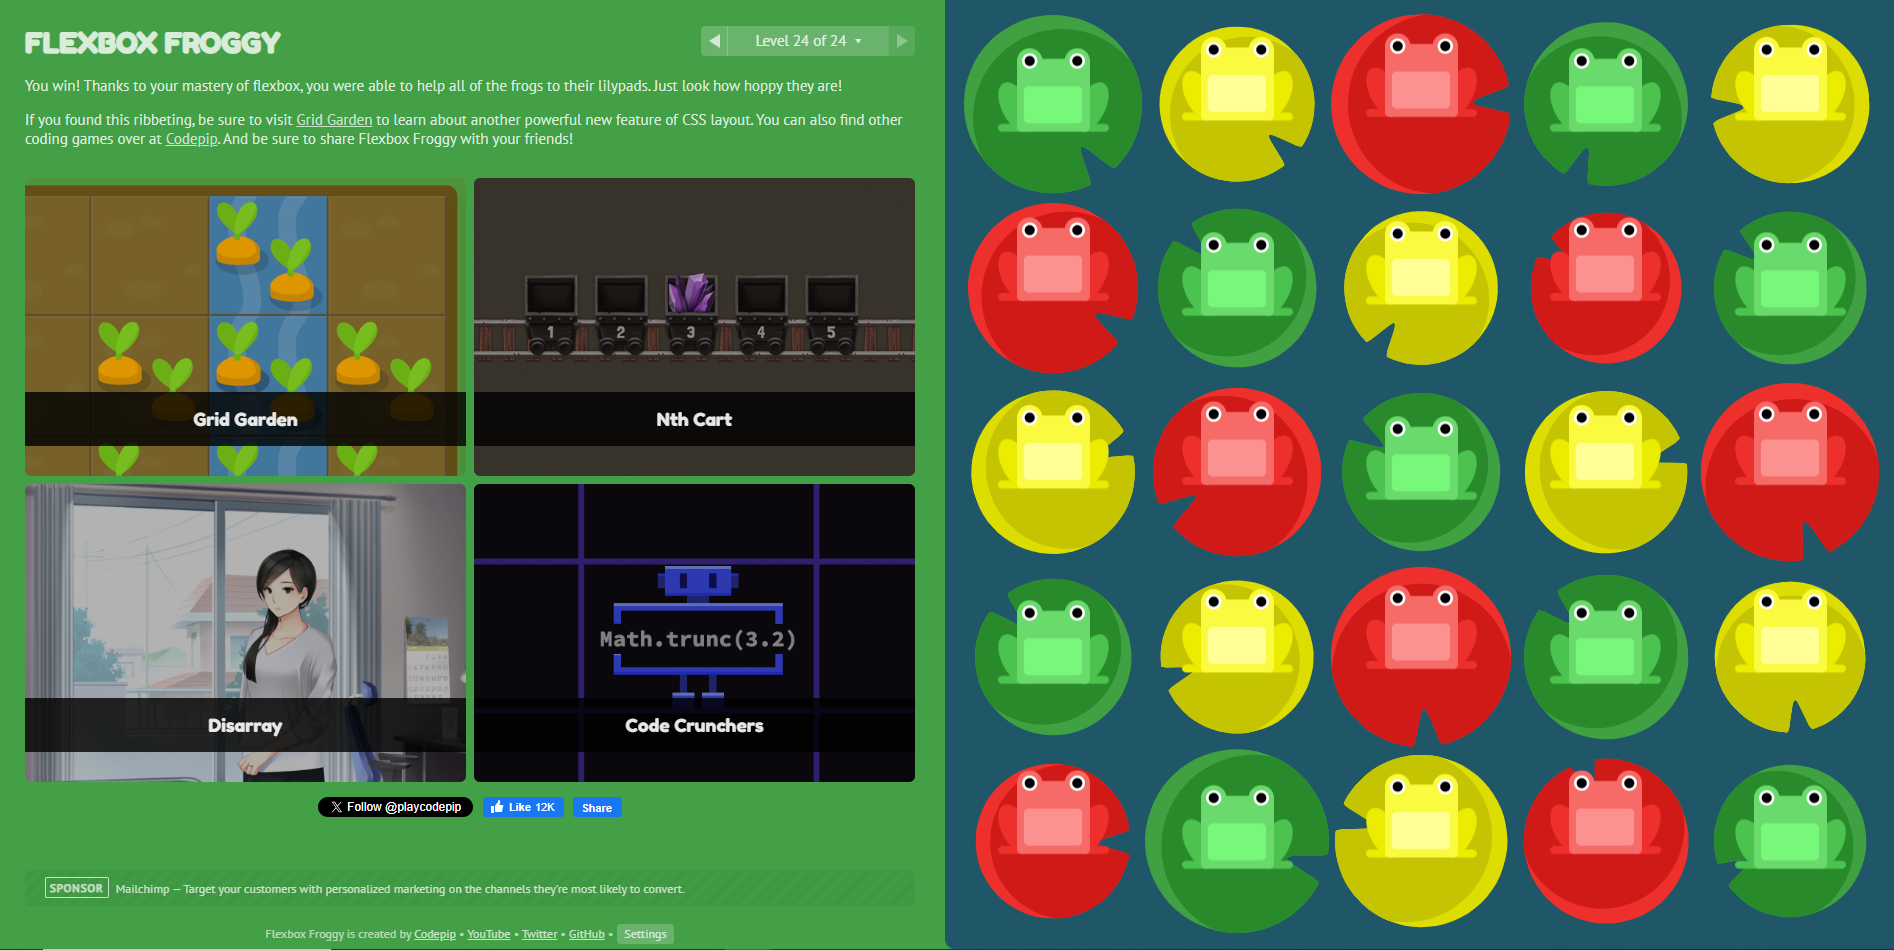 FLEXBOX FROGGY
Level 24 of 24
You win! Thanks to your mastery of flexbox, you were able to help all of the frogs to their lilypads. Just look how hoppy they are!
If you found this ribbeting, be sure to visit Grid Garden to learn about another powerful new feature of CSS layout. You can also find other
coding games over at Codepip. And be sure to share Flexbox Froggy with your friends!
1 2 3 4 5
Grid Garden
Nth Cart
Math.trunc(3.2)
Disarray
Code Crunchers
Follow @playcodepip
Like 12K
Share
SPONSOR Mailchimp — Target your customers with personalized marketing on the channels they're most likely to convert.
Flexbox Froggy is created by Codepip • YouTube • Twitter • GitHub • Settings